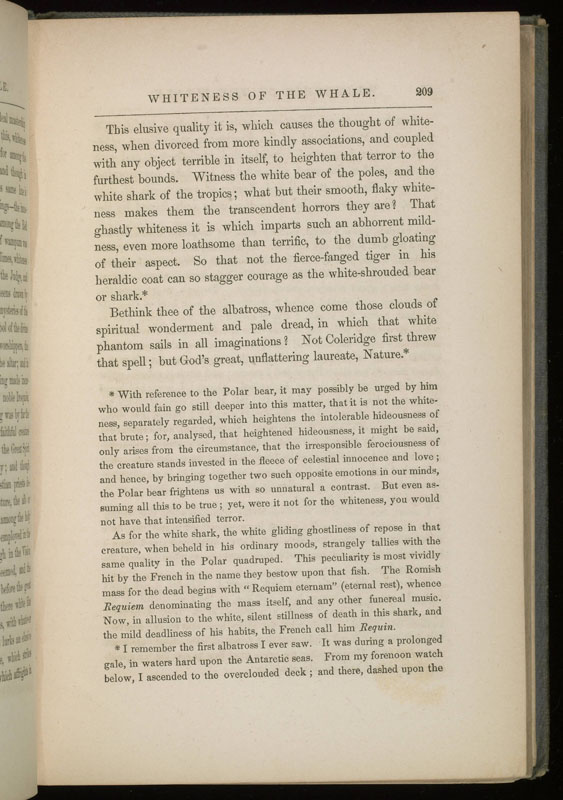 WHITENESS OF THE WHALE. 209
This elusive quality it is, which causes the thought of white-
ness, when divorced from more kindly associations, and coupled
with any object terrible in itself, to heighten that terror to the
furthest bounds. Witness the white bear of the poles, and the
white shark of the tropics; what but their smooth, flaky white-
ness makes them the transcendent horrors they are? That
ghastly whiteness it is which imparts such an abhorrent mild-
ness, even more loathsome than terrific, to the dumb gloating
of their aspect. So that not the fierce-fanged tiger in his
heraldic coat can so stagger courage as the white-shrouded bear
or shark.*
Bethink thee of the albatross, whence come those clouds of
spiritual wonderment and pale dread, in which that white
phantom sails in all imaginations? Not Coleridge first threw
that spell; but God's great, unflattering laureate, Nature.*
* With reference to the Polar bear, it may possibly be urged by him
who would fain go still deeper into this matter, that it is not the white-
ness, separately regarded, which heightens the intolerable hideousness of
that brute; for, analysed, that heightened hideousness, it might be said,
only arises from the circumstance, that the irresponsible ferociousness of
the creature stands invested in the fleece of celestial innocence and love;
and hence, by bringing together two such opposite emotions in our minds,
the Polar bear frightens us with so unnatural a contrast. But even as-
suming all this to be true; yet, were it not for the whiteness, you would
not have that intensified terror.
As for the white shark, the white gliding ghostliness of repose in that
creature, when beheld in his ordinary moods, strangely tallies with the
same quality in the Polar quadruped. This peculiarity is most vividly
hit by the French in the name they bestow upon that fish. The Romish
mass for the dead begins with "Requiem eternam" (eternal rest), whence
Requiem denominating the mass itself, and any other funereal music.
Now, in allusion to the white, silent stillness of death in this shark, and
the mild deadliness of his habits, the French call him Requin.
* I remember the first albatross I ever saw. It was during a prolonged
gale, in waters hard upon the Antarctic seas. From my forenoon watch
below, I ascended to the overclouded deck; and there, dashed upon the